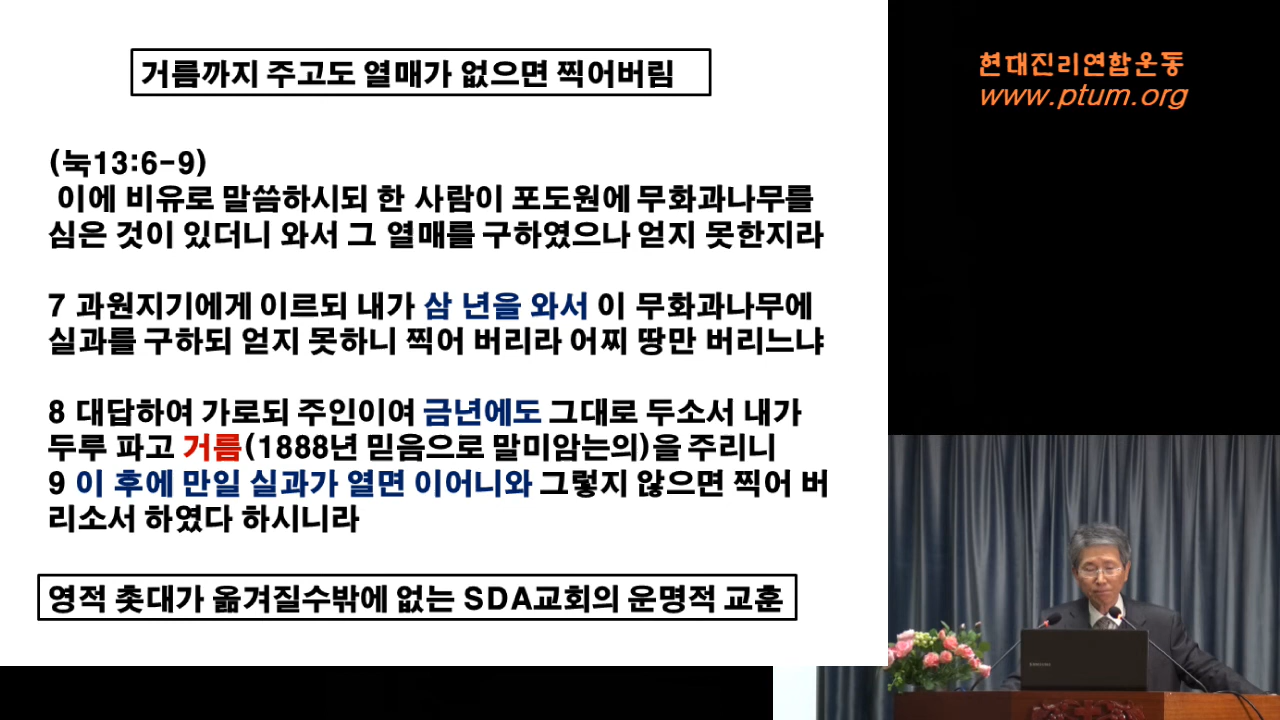 거름까지 주고도 열매가 없으면 찍어버림
(눅13:6-9)
이에 비유로 말씀하시되 한 사람이 포도원에 무화과나무를
심은 것이 있더니 와서 그 열매를 구하였으나 얻지 못한지라
7 과원지기에게 이르되 내가 삼 년을 와서 이 무화과나무에
실과를 구하되 얻지 못하니 찍어 버리라 어찌 땅만 버리느냐
8 대답하여 가로되 주인이여 금년에도 그대로 두소서 내가
두루 파고 거름(1888년 믿음으로 말미암는의)을 주리니
9 이 후에 만일 실과가 열면 이어니와 그렇지 않으면 찍어 버
리소서 하였다 하시니라
영적 촛대가 옮겨질수밖에 없는 SDA교회의 운명적 교훈
현대진리연합운동
www.ptum.org